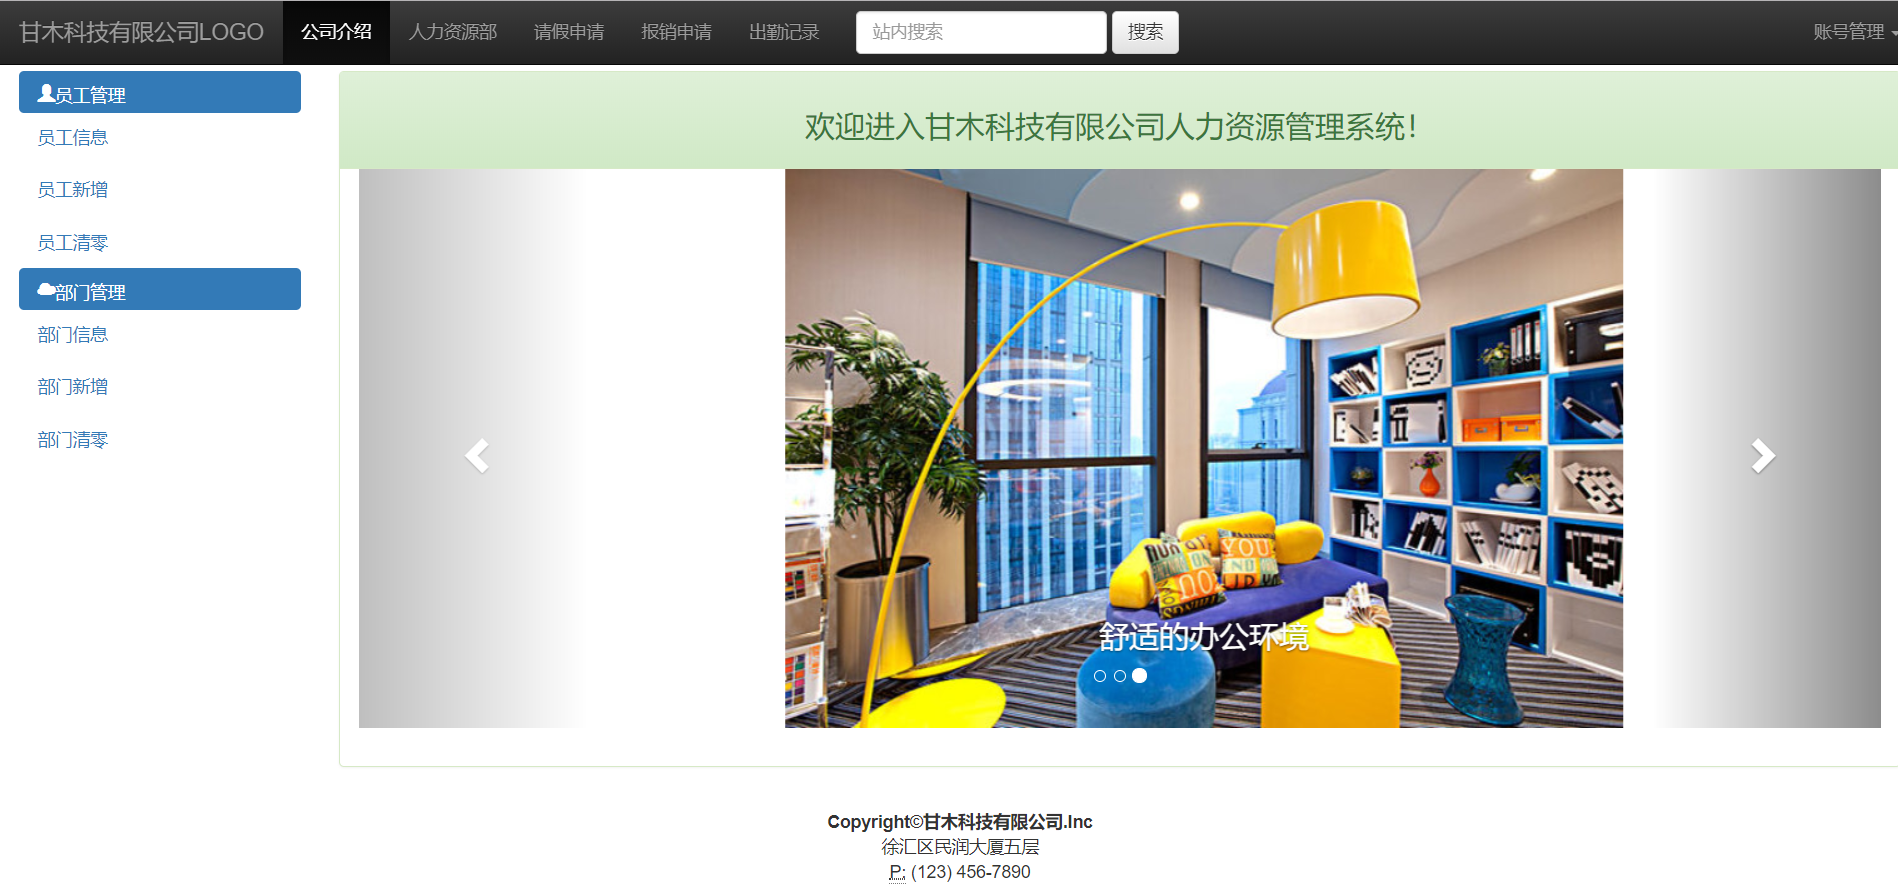 甘木科技有限公司LOGO 公司介绍 人力资源部 请假申请 报销申请 出勤记录 站内搜索 搜索 账号管理
员工管理
员工信息
员工新增
员工清零
部门管理
部门信息
部门新增
部门清零
欢迎进入甘木科技有限公司人力资源管理系统！
舒适的办公环境
Copyright©甘木科技有限公司.Inc
徐汇区民润大厦五层
P: (123) 456-7890